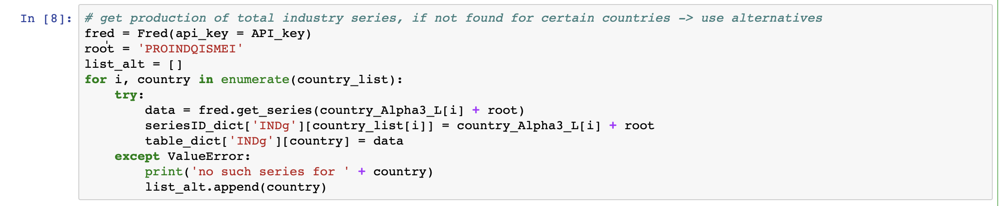 In [8]: # get production of total industry series, if not found for certain countries -> use alternatives
fred = Fred(api_key = API_key)
root = 'PROINDQISMEI'
list_alt = []
for i, country in enumerate(country_list):
    try:
        data = fred.get_series(country_Alpha3_L[i] + root)
        seriesID_dict['INDg'][country_list[i]] = country_Alpha3_L[i] + root
        table_dict['INDg'][country] = data
    except ValueError:
        print('no such series for ' + country)
        list_alt.append(country)